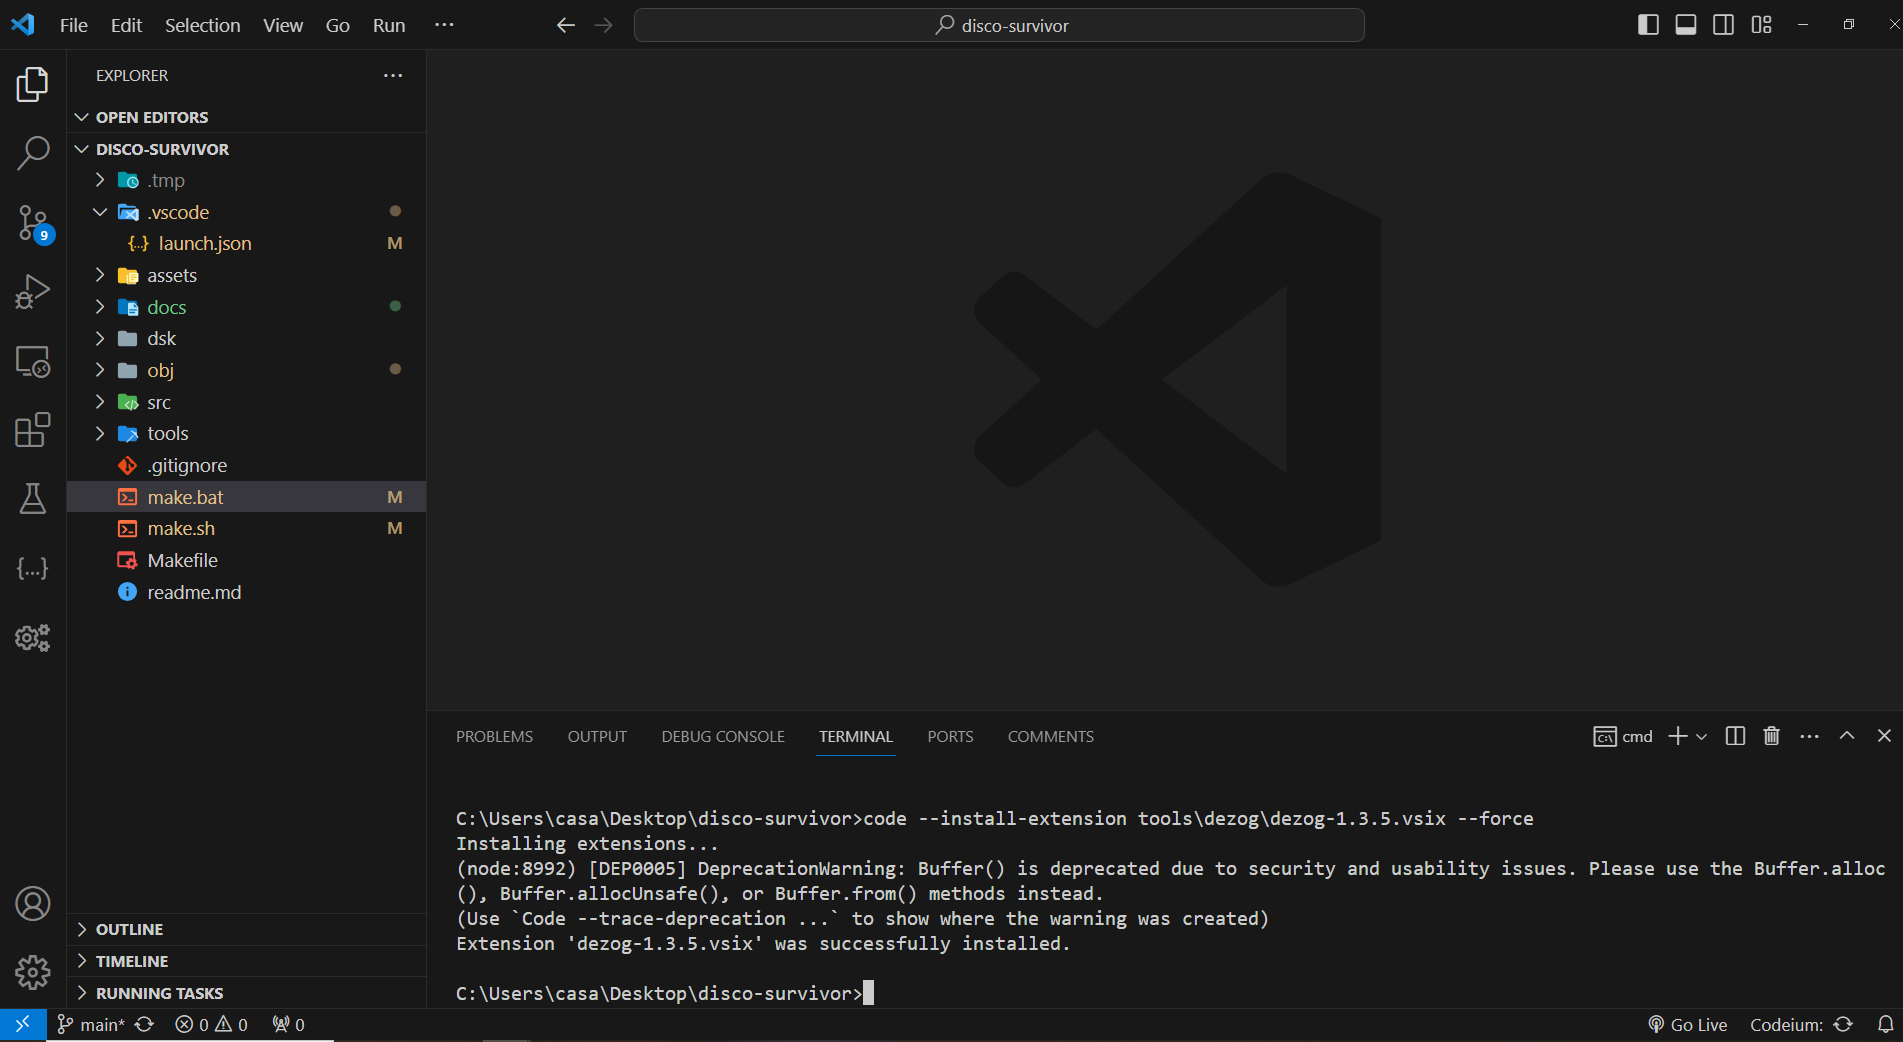 File Edit Selection View Go Run ···
disco-survivor
EXPLORER
OPEN EDITORS
DISCO-SURVIVOR
.tmp
.vscode
{..} launch.json M
assets
docs
dsk
obj
src
tools
.gitignore
make.bat M
make.sh M
Makefile
readme.md
9
{...}
OUTLINE
TIMELINE
RUNNING TASKS
PROBLEMS OUTPUT DEBUG CONSOLE TERMINAL PORTS COMMENTS
cmd
C:\Users\casa\Desktop\disco-survivor>code --install-extension tools\dezog\dezog-1.3.5.vsix --force
Installing extensions...
(node:8992) [DEP0005] DeprecationWarning: Buffer() is deprecated due to security and usability issues. Please use the Buffer.alloc
(), Buffer.allocUnsafe(), or Buffer.from() methods instead.
(Use `Code --trace-deprecation ...` to show where the warning was created)
Extension 'dezog-1.3.5.vsix' was successfully installed.
C:\Users\casa\Desktop\disco-survivor>
main* 0 0 0 Go Live Codeium: